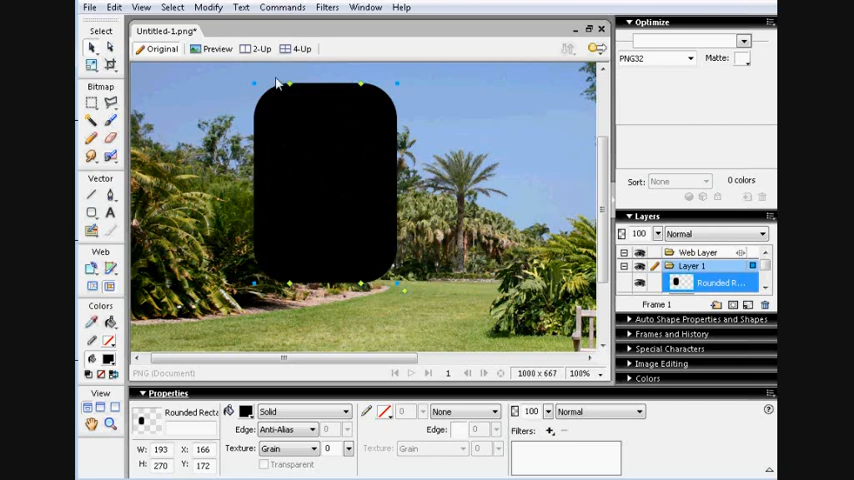 File Edit View Select Modify Text Commands Filters Window Help
Select
Bitmap
Vector
Web
Colors
View
Untitled-1.png*
Original Preview 2-Up 4-Up
PNG (Document) 1 1000 x 667 100%
Optimize
PNG32 Matte:
Sort: None 0 colors
Layers
100 Normal
Web Layer
Layer 1
Rounded R...
Frame 1
Auto Shape Properties and Shape
Frames and History
Special Characters
Image Editing
Colors
Properties
Rounded Recta Solid 0 None 100 Normal
Edge: Anti-Alias 0 Edge: 0 Filters:
Texture: Grain 0 Texture: Grain 0
W: 193 X: 166 Transparent
H: 270 Y: 172